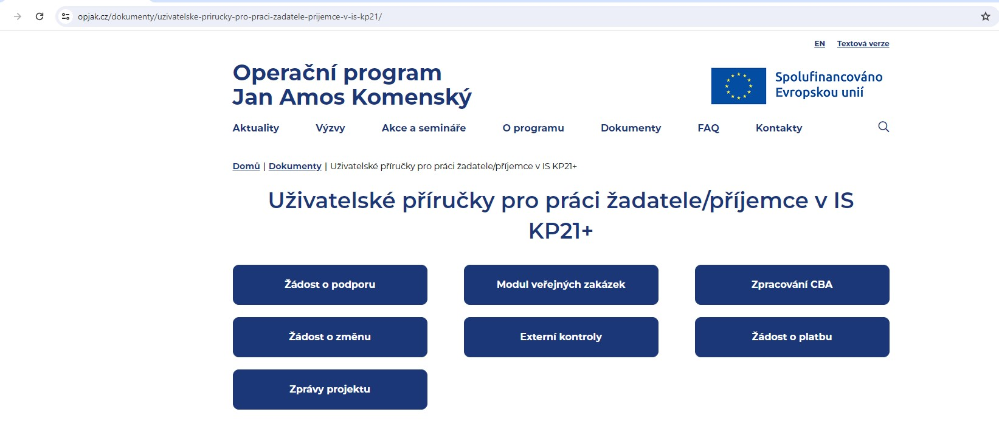 opjak.cz/dokumenty/uzivatelske-prirucky-pro-praci-zadatele-prijemce-v-is-kp21/
EN Textová verze
Operační program
Jan Amos Komenský
Spolufinancováno
Evropskou unií
Aktuality Výzvy Akce a semináře O programu Dokumenty FAQ Kontakty
Domů | Dokumenty | Uživatelské příručky pro práci žadatele/příjemce v IS KP21+
Uživatelské příručky pro práci žadatele/příjemce v IS
KP21+
Žádost o podporu Modul veřejných zakázek Zpracování CBA
Žádost o změnu Externí kontroly Žádost o platbu
Zprávy projektu